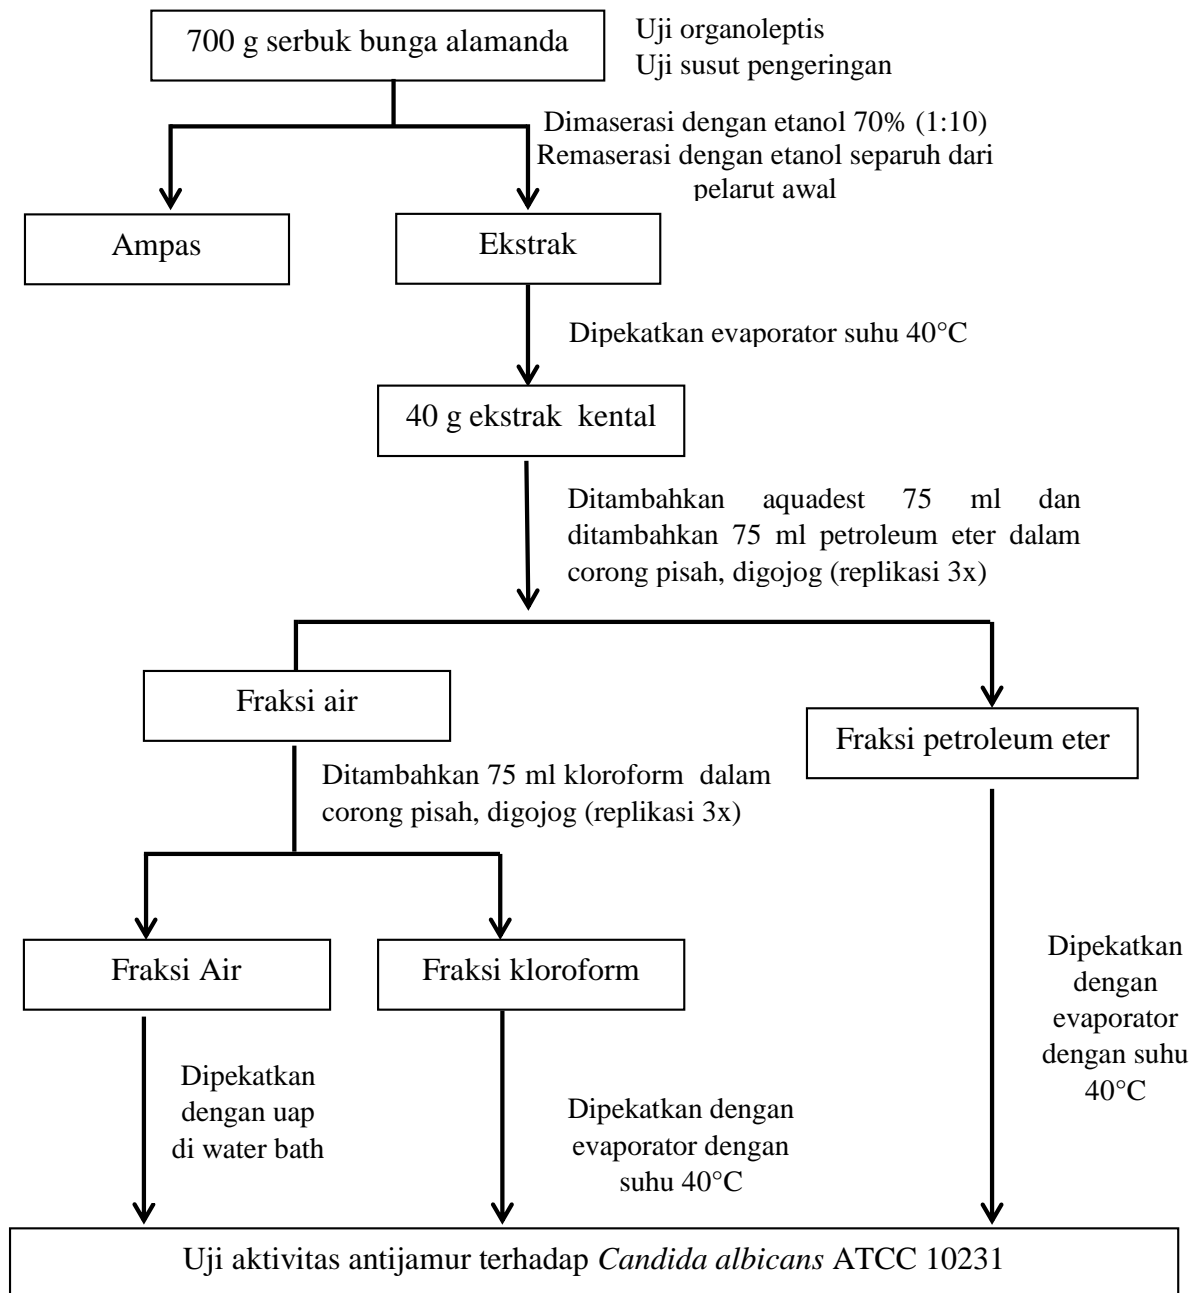 700 g serbuk bunga alamanda
Uji organoleptis
Uji susut pengeringan
Dimaserasi dengan etanol 70% (1:10)
Remaserasi dengan etanol separuh dari
pelarut awal
Ampas
Ekstrak
Dipekatkan evaporator suhu 40°C
40 g ekstrak kental
Ditambahkan aquadest 75 ml dan
ditambahkan 75 ml petroleum eter dalam
corong pisah, digojog (replikasi 3x)
Fraksi air
Fraksi petroleum eter
Ditambahkan 75 ml kloroform dalam
corong pisah, digojog (replikasi 3x)
Fraksi Air
Fraksi kloroform
Dipekatkan
dengan
evaporator
dengan suhu
40°C
Dipekatkan
dengan uap
di water bath
Dipekatkan dengan
evaporator dengan
suhu 40°C
Uji aktivitas antijamur terhadap Candida albicans ATCC 10231